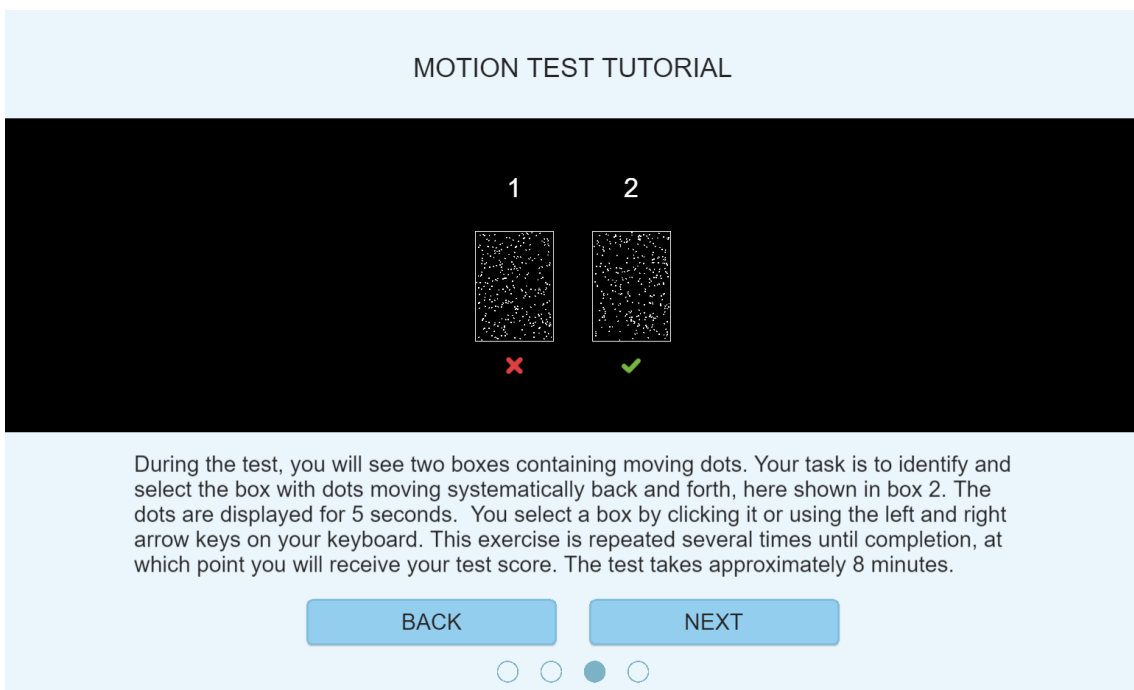 MOTION TEST TUTORIAL
1 2
During the test, you will see two boxes containing moving dots. Your task is to identify and
select the box with dots moving systematically back and forth, here shown in box 2. The
dots are displayed for 5 seconds.  You select a box by clicking it or using the left and right
arrow keys on your keyboard. This exercise is repeated several times until completion, at
which point you will receive your test score. The test takes approximately 8 minutes.
BACK NEXT